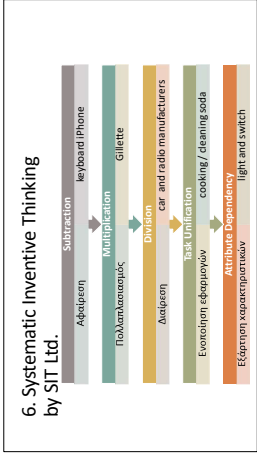 6. Systematic Inventive Thinking
by SIT Ltd.
Subtraction
Αφαίρεση keyboard iPhone
Multiplication
Πολλαπλασιασμός Gillette
Division
Διαίρεση car and radio manufacturers
Task Unification
Ενοποίηση εφαρμογών cooking / cleaning soda
Attribute Dependency
Εξάρτηση χαρακτηριστικών light and switch